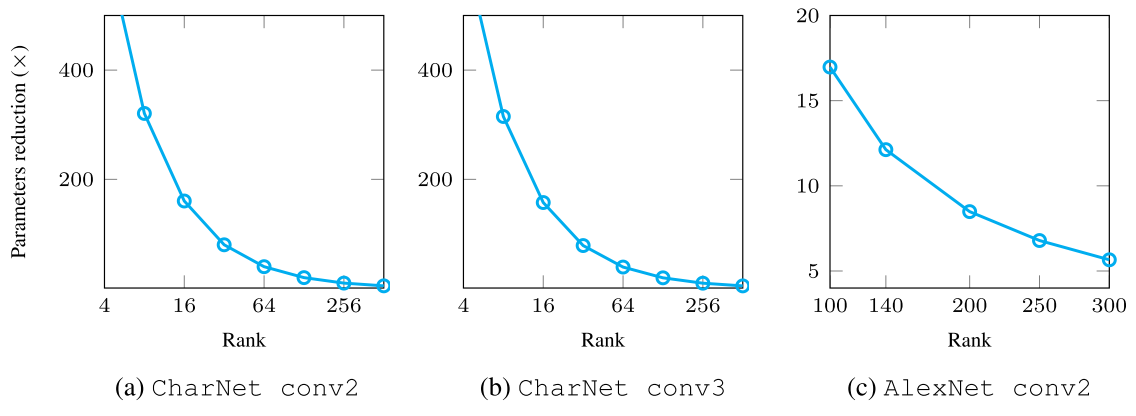 Parameters reduction (×)
400
200
4 16 64 256
Rank
(a) CharNet conv2
400
200
4 16 64 256
Rank
(b) CharNet conv3
20
15
10
5
100 140 200 250 300
Rank
(c) AlexNet conv2